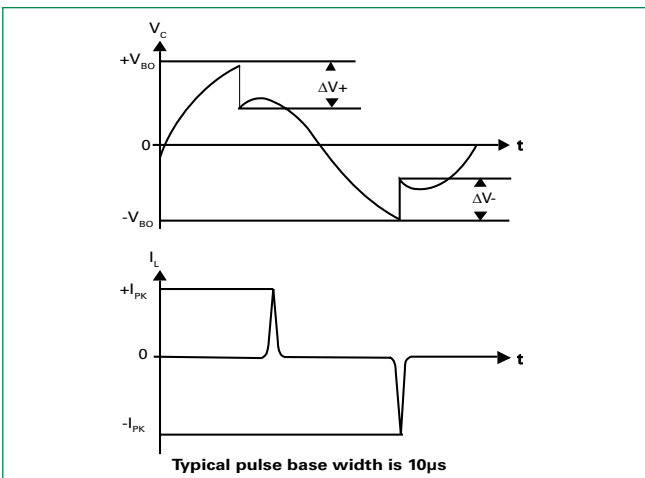 V_C
+V_BO
ΔV+
0
t
ΔV-
-V_BO
I_L
+I_PK
0
t
-I_PK
Typical pulse base width is 10μs